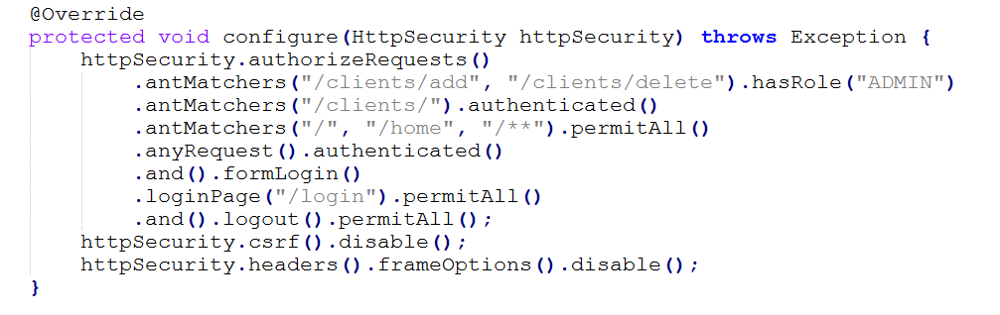 @Override
protected void configure(HttpSecurity httpSecurity) throws Exception {
    httpSecurity.authorizeRequests()
        .antMatchers("/clients/add", "/clients/delete").hasRole("ADMIN")
        .antMatchers("/clients/").authenticated()
        .antMatchers("/", "/home", "/**").permitAll()
        .anyRequest().authenticated()
        .and().formLogin()
        .loginPage("/login").permitAll()
        .and().logout().permitAll();
    httpSecurity.csrf().disable();
    httpSecurity.headers().frameOptions().disable();
}